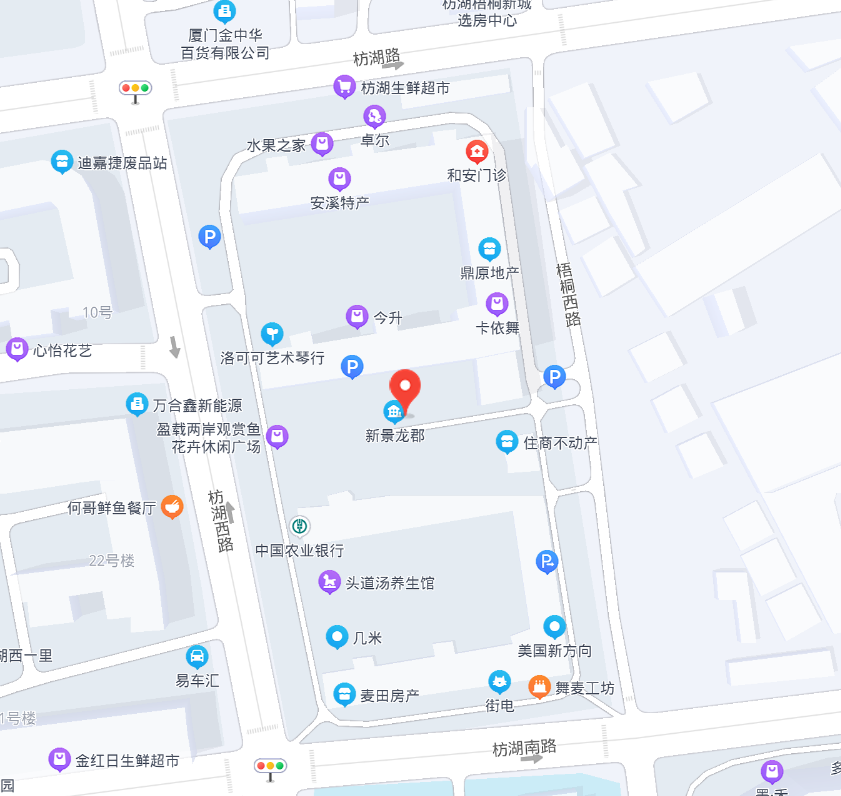 枋湖梧桐新城
选房中心
厦门金中华
百货有限公司
枋湖路
枋湖生鲜超市
卓尔
水果之家
迪嘉捷废品站
和安门诊
安溪特产
P
鼎原地产
梧桐西路
10号
今升
卡依舞
心怡花艺
洛可可艺术琴行
P
P
万合鑫新能源
盈载两岸观赏鱼
花卉休闲广场
新景龙郡
住商不动产
何哥鲜鱼餐厅
枋湖西路
中国农业银行
22号楼
P
头道汤养生馆
几米
美国新方向
湖西一里
易车汇
麦田房产
街电
舞麦工坊
1号楼
枋湖南路
金红日生鲜超市
园